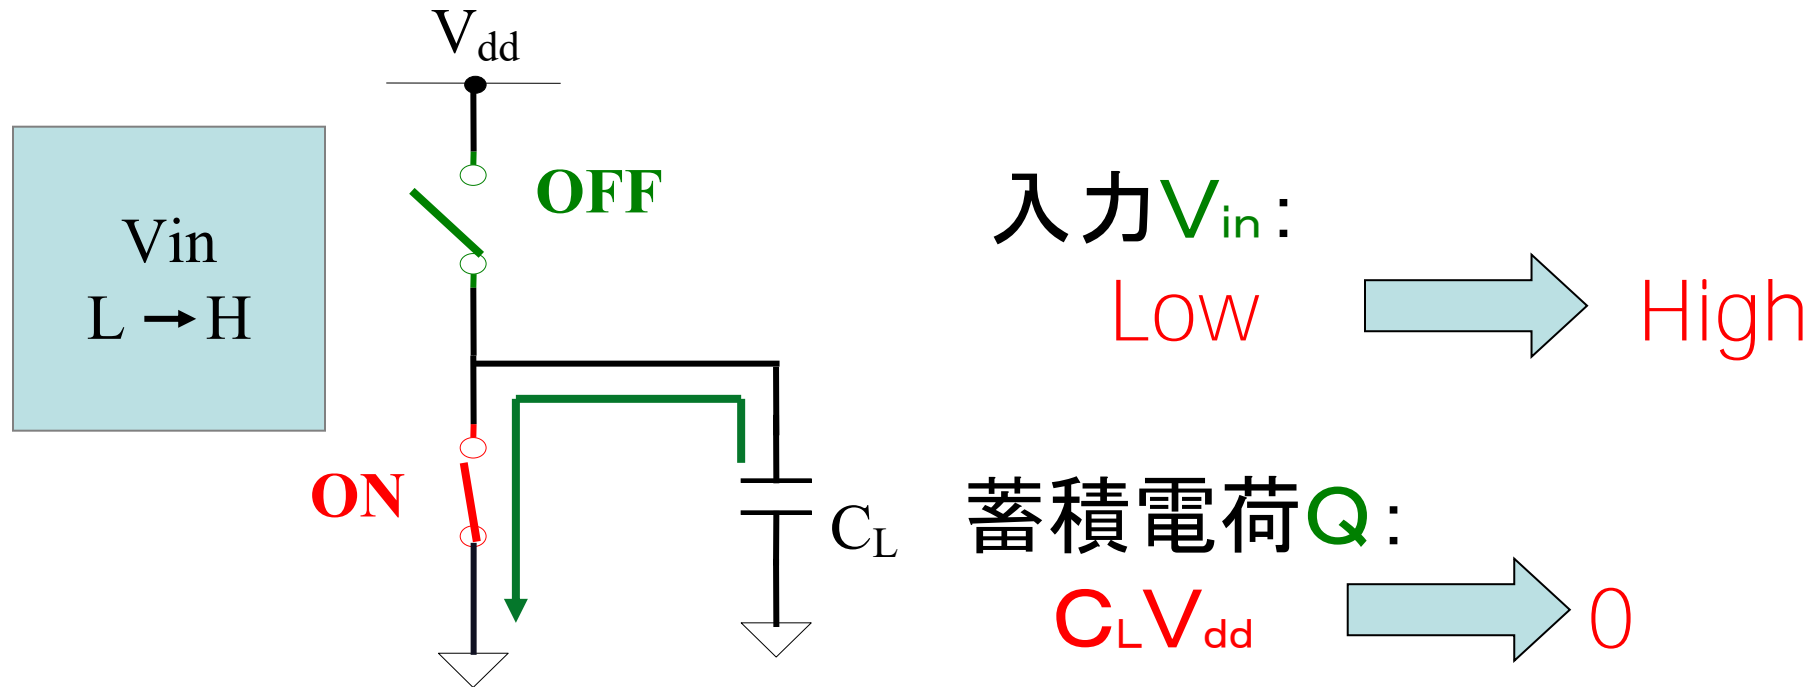 Vdd
OFF
Vin
L → H
ON
CL
入力Vin:
Low
High
蓄積電荷Q:
CLVdd
0